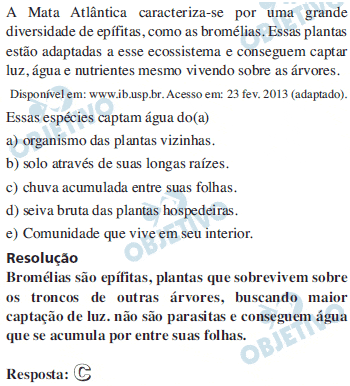 A Mata Atlântica caracteriza-se por uma grande
diversidade de epífitas, como as bromélias. Essas plantas
estão adaptadas a esse ecossistema e conseguem captar
luz, água e nutrientes mesmo vivendo sobre as árvores.
Disponível em: www.ib.usp.br. Acesso em: 23 fev. 2013 (adaptado).
Essas espécies captam água do(a)
a) organismo das plantas vizinhas.
b) solo através de suas longas raízes.
c) chuva acumulada entre suas folhas.
d) seiva bruta das plantas hospedeiras.
e) Comunidade que vive em seu interior.
Resolução
Bromélias são epífitas, plantas que sobrevivem sobre
os troncos de outras árvores, buscando maior
captação de luz. não são parasitas e conseguem água
que se acumula por entre suas folhas.
Resposta: C
OBJETIVO
OBJETIVO
OBJETIVO
OBJETIVO